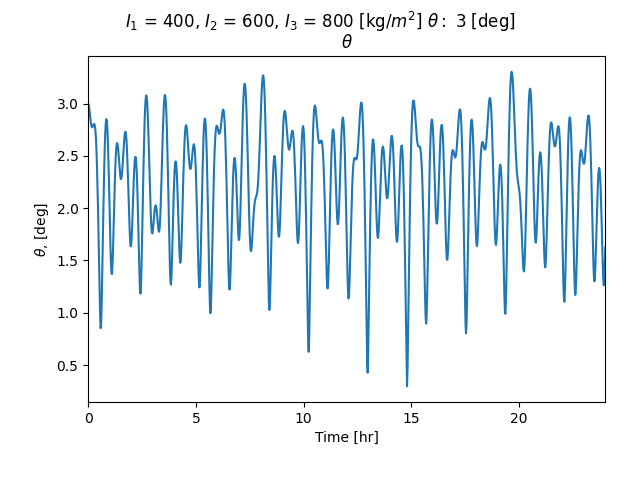 I₁ = 400, I₂ = 600, I₃ = 800 [kg/m²] θ : 3 [deg]
θ
3.0
2.5
2.0
1.5
1.0
0.5
θ, [deg]
0 5 10 15 20
Time [hr]